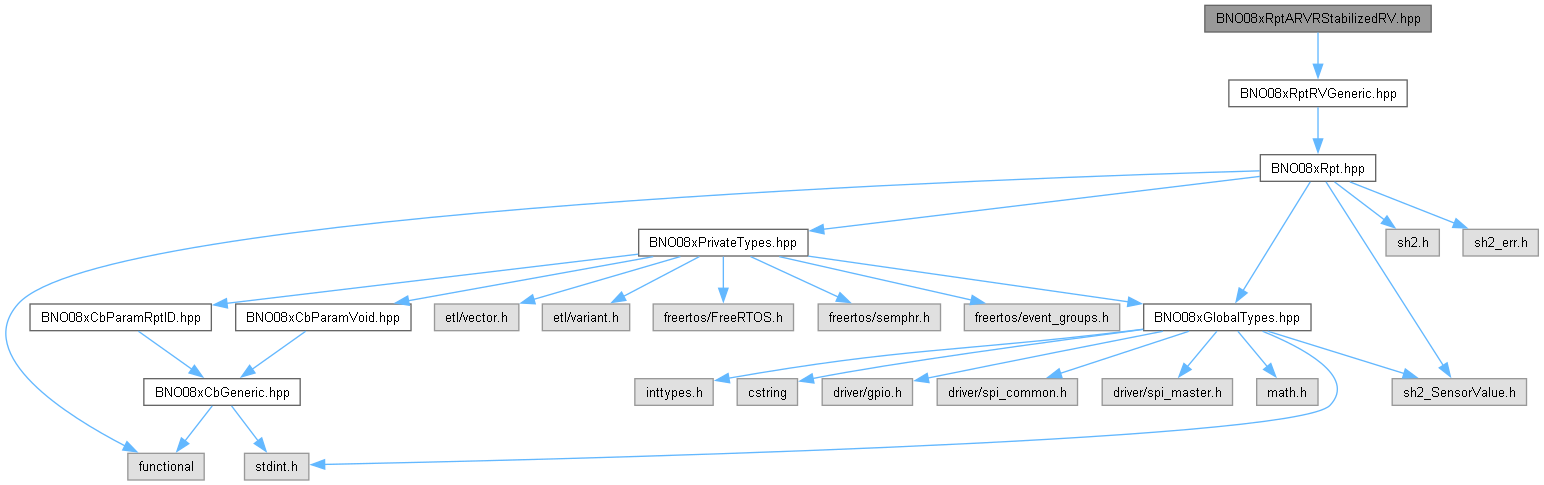 BNO08xRptARVRStabilizedRV.hpp
BNO08xRptRVGeneric.hpp
BNO08xRpt.hpp
BNO08xPrivateTypes.hpp
sh2.h
sh2_err.h
BNO08xCbParamRptID.hpp
BNO08xCbParamVoid.hpp
etl/vector.h
etl/variant.h
freertos/FreeRTOS.h
freertos/semphr.h
freertos/event_groups.h
BNO08xGlobalTypes.hpp
BNO08xCbGeneric.hpp
inttypes.h
cstring
driver/gpio.h
driver/spi_common.h
driver/spi_master.h
math.h
sh2_SensorValue.h
functional
stdint.h